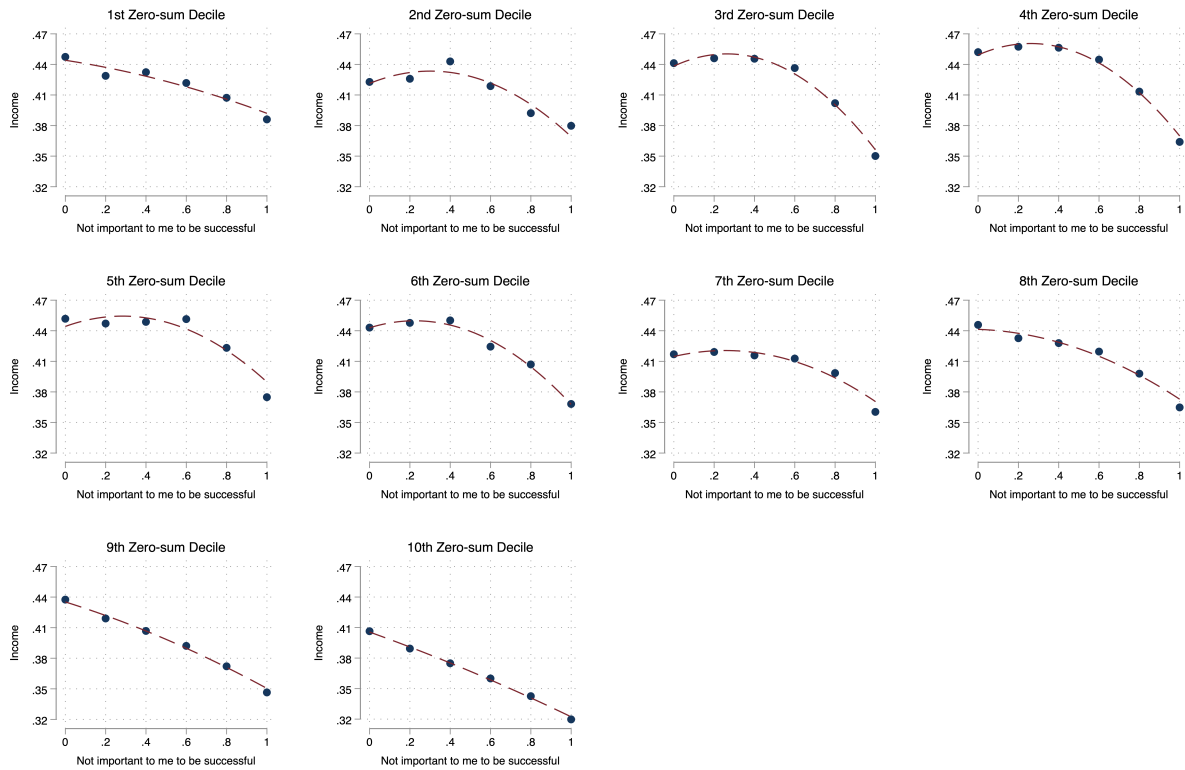 1st Zero-sum Decile
.47
.44
.41
.38
.35
.32
Income
0 .2 .4 .6 .8 1
Not important to me to be successful
2nd Zero-sum Decile
.47
.44
.41
.38
.35
.32
Income
0 .2 .4 .6 .8 1
Not important to me to be successful
3rd Zero-sum Decile
.47
.44
.41
.38
.35
.32
Income
0 .2 .4 .6 .8 1
Not important to me to be successful
4th Zero-sum Decile
.47
.44
.41
.38
.35
.32
Income
0 .2 .4 .6 .8 1
Not important to me to be successful
5th Zero-sum Decile
.47
.44
.41
.38
.35
.32
Income
0 .2 .4 .6 .8 1
Not important to me to be successful
6th Zero-sum Decile
.47
.44
.41
.38
.35
.32
Income
0 .2 .4 .6 .8 1
Not important to me to be successful
7th Zero-sum Decile
.47
.44
.41
.38
.35
.32
Income
0 .2 .4 .6 .8 1
Not important to me to be successful
8th Zero-sum Decile
.47
.44
.41
.38
.35
.32
Income
0 .2 .4 .6 .8 1
Not important to me to be successful
9th Zero-sum Decile
.47
.44
.41
.38
.35
.32
Income
0 .2 .4 .6 .8 1
Not important to me to be successful
10th Zero-sum Decile
.47
.44
.41
.38
.35
.32
Income
0 .2 .4 .6 .8 1
Not important to me to be successful